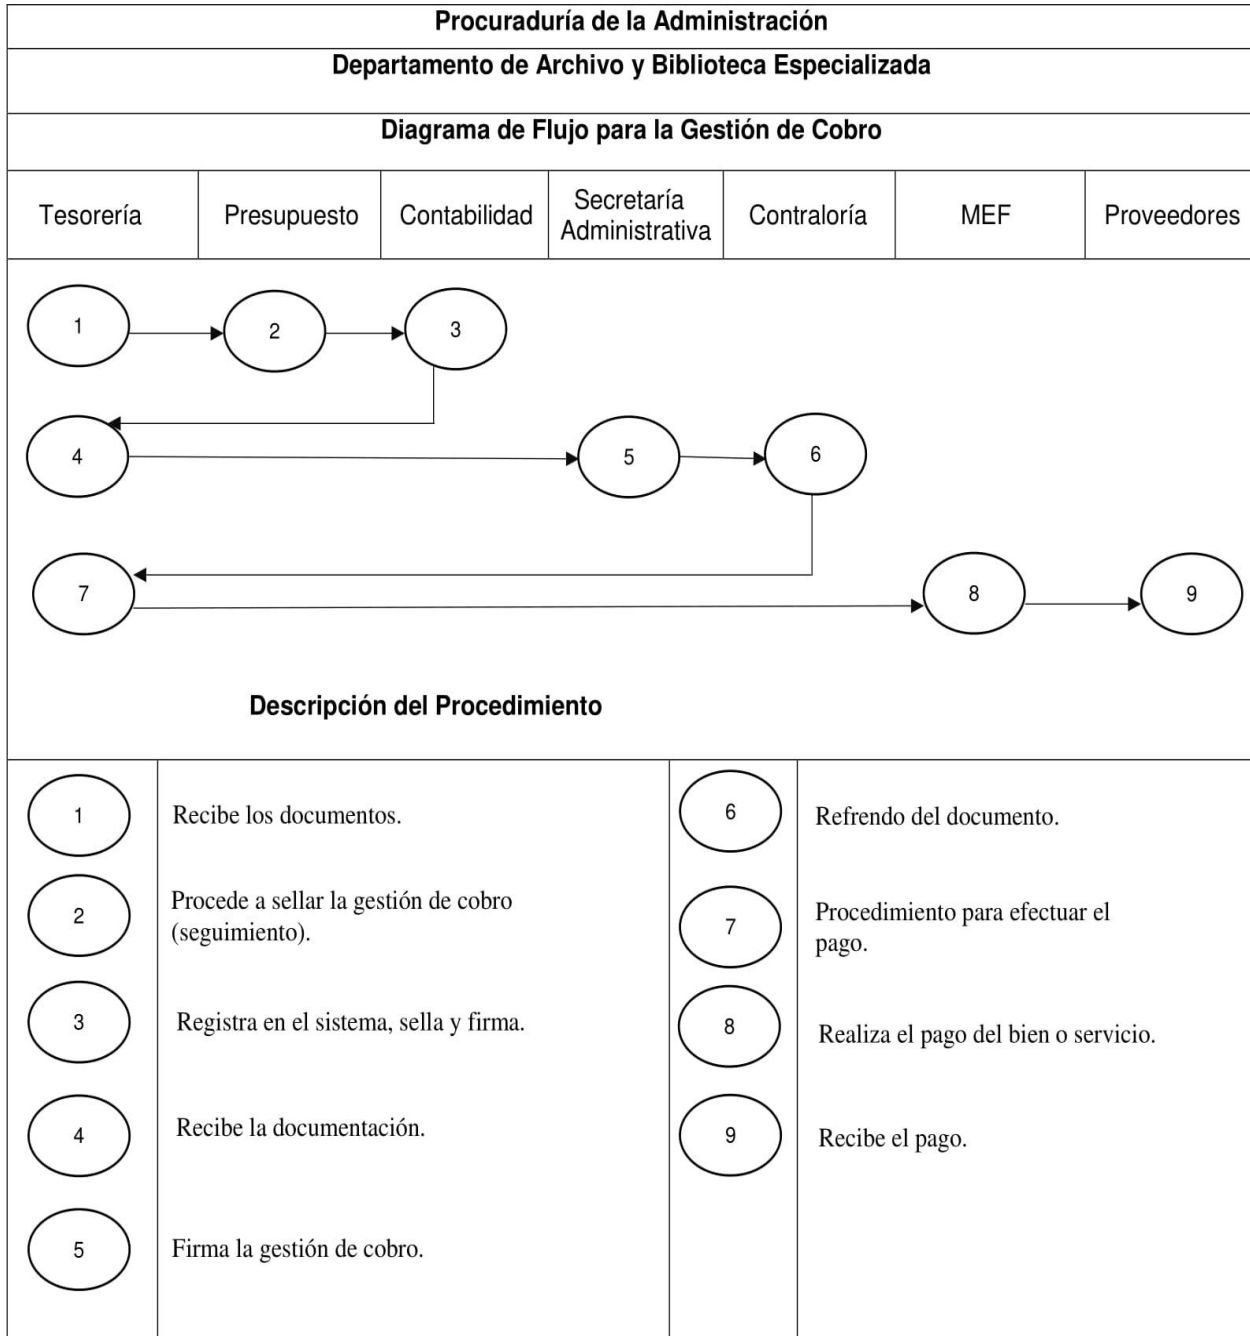 Procuraduría de la Administración
Departamento de Archivo y Biblioteca Especializada
Diagrama de Flujo para la Gestión de Cobro
Tesorería
Presupuesto
Contabilidad
Secretaría
Administrativa
Contraloría
MEF
Proveedores
1
2
3
4
5
6
7
8
9
Descripción del Procedimiento
1
Recibe los documentos.
2
Procede a sellar la gestión de cobro
(seguimiento).
3
Registra en el sistema, sella y firma.
4
Recibe la documentación.
5
Firma la gestión de cobro.
6
Refrendo del documento.
7
Procedimiento para efectuar el
pago.
8
Realiza el pago del bien o servicio.
9
Recibe el pago.